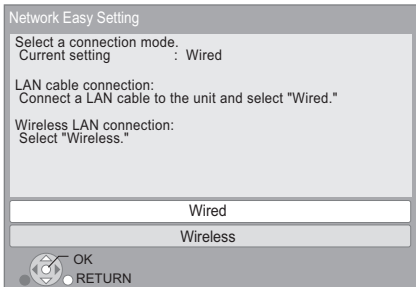 Network Easy Setting
Select a connection mode.
Current setting : Wired
LAN cable connection:
Connect a LAN cable to the unit and select "Wired."
Wireless LAN connection:
Select "Wireless."
Wired
Wireless
OK
RETURN